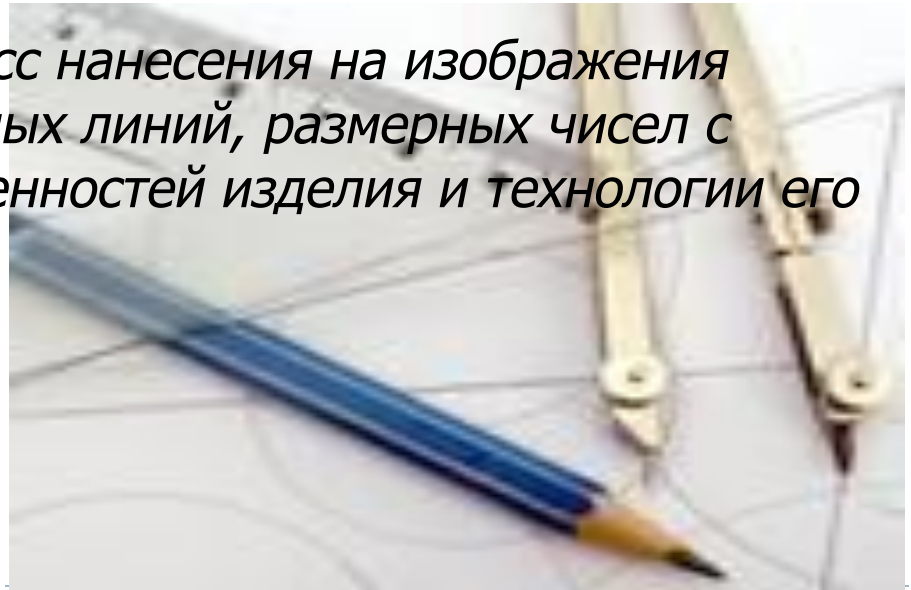 сс нанесения на изображения
ых линий, размерных чисел с
енностей изделия и технологии его